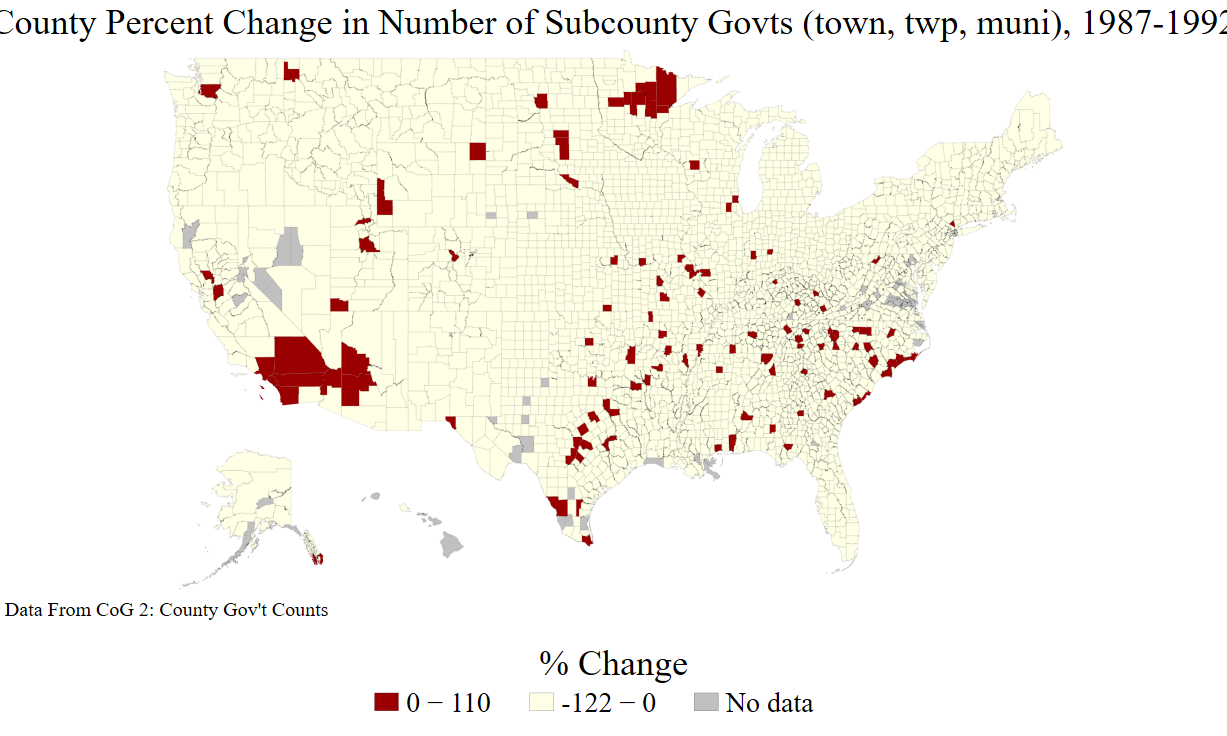 County Percent Change in Number of Subcounty Govts (town, twp, muni), 1987-1992
Data From CoG 2: County Gov't Counts
% Change
0 − 110
-122 − 0
No data